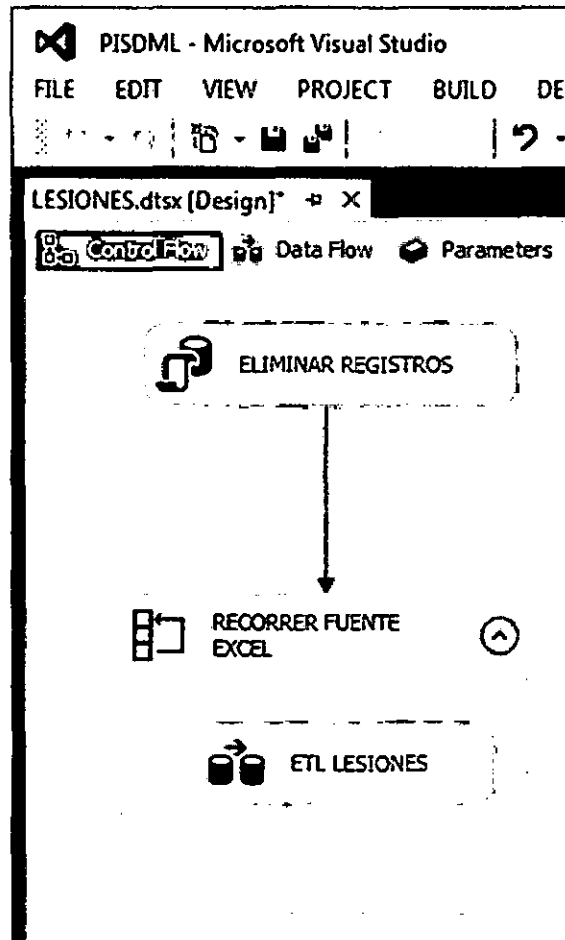 PISDML - Microsoft Visual Studio
FILE EDIT VIEW PROJECT BUILD DE
LESIONES.dtsx [Design]*
Control Flow Data Flow Parameters
ELIMINAR REGISTROS
RECORRER FUENTE
EXCEL
ETL LESIONES